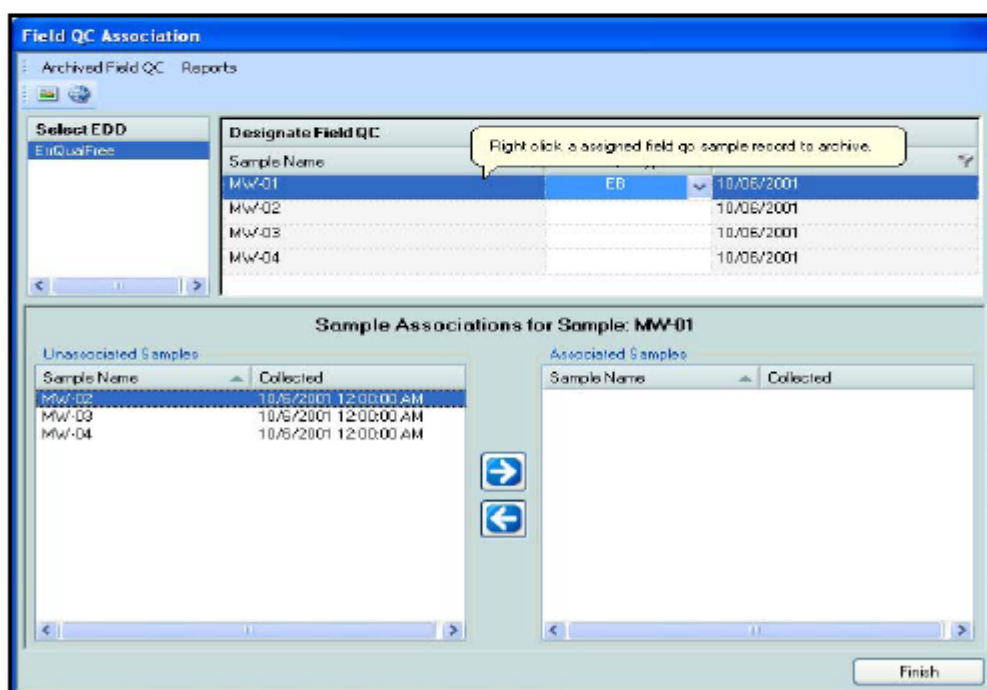 Field QC Association
Archived Field QC Reports
Select EDD
EnQualFree
Designate Field QC
Right click a assigned field qc sample record to archive.
Sample Name
MW-01 EB 10/06/2001
MW-02 10/06/2001
MW-03 10/06/2001
MW-04 10/06/2001
Sample Associations for Sample: MW-01
Unassociated Samples
Sample Name Collected
MW-02 10/6/2001 12:00:00 AM
MW-03 10/6/2001 12:00:00 AM
MW-04 10/6/2001 12:00:00 AM
Associated Samples
Sample Name Collected
Finish